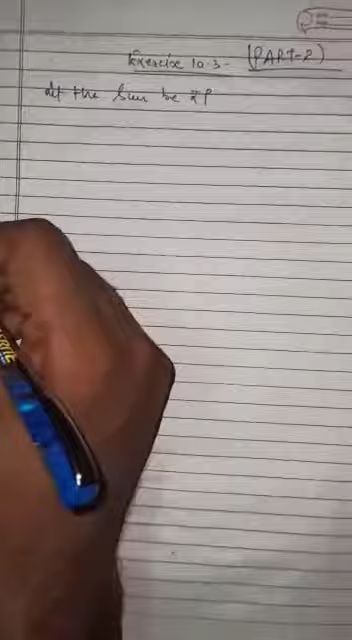 Exercise 10.3- (PART-2)
let the Sum be ₹P